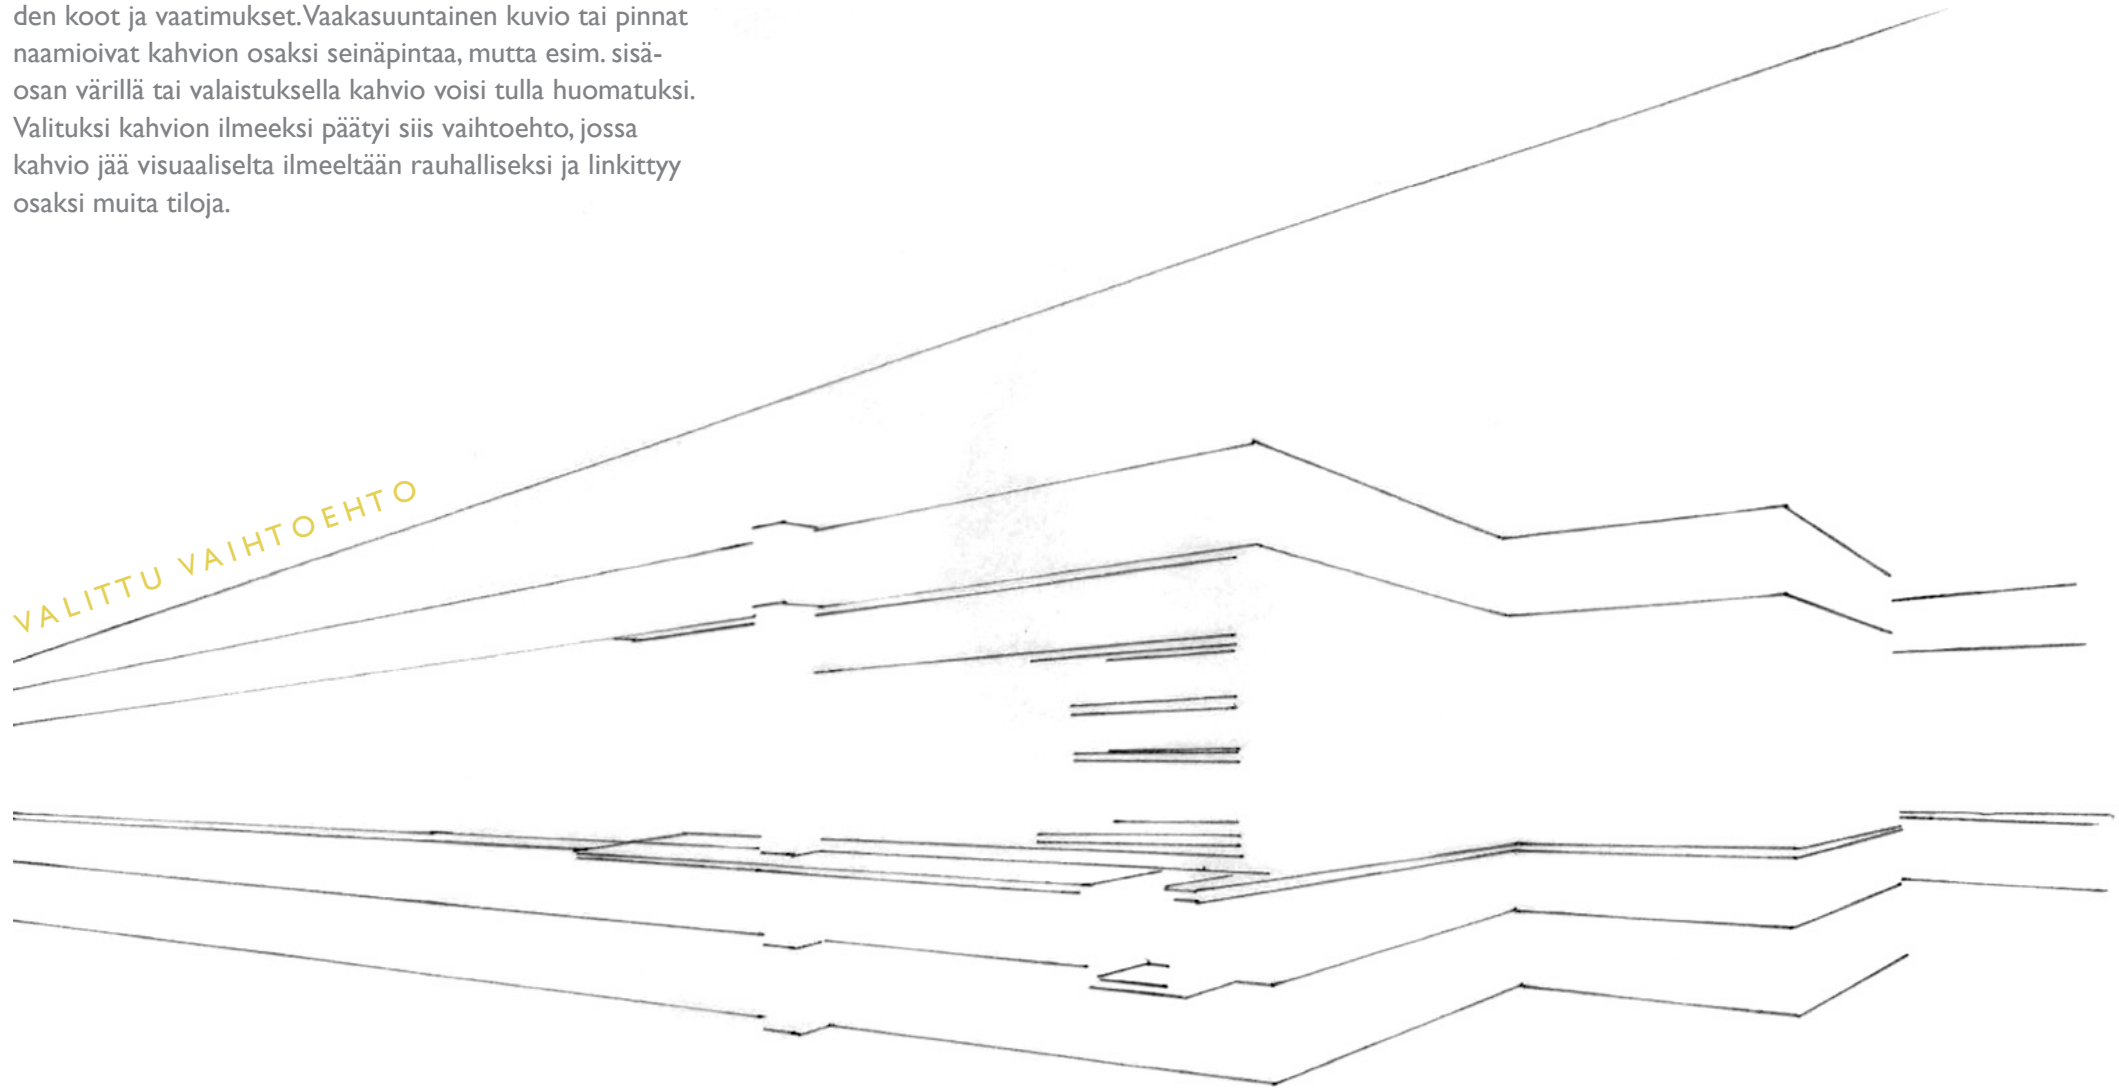 den koot ja vaatimukset. Vaakasuuntainen kuvio tai pinnat
naamioivat kahvion osaksi seinäpintaa, mutta esim. sisä-
osan värillä tai valaistuksella kahvio voisi tulla huomatuksi.
Valituksi kahvion ilmeeksi päätyi siis vaihtoehto, jossa
kahvio jää visuaaliselta ilmeeltään rauhalliseksi ja linkittyy
osaksi muita tiloja.
VALITTU VAIHTOEHTO